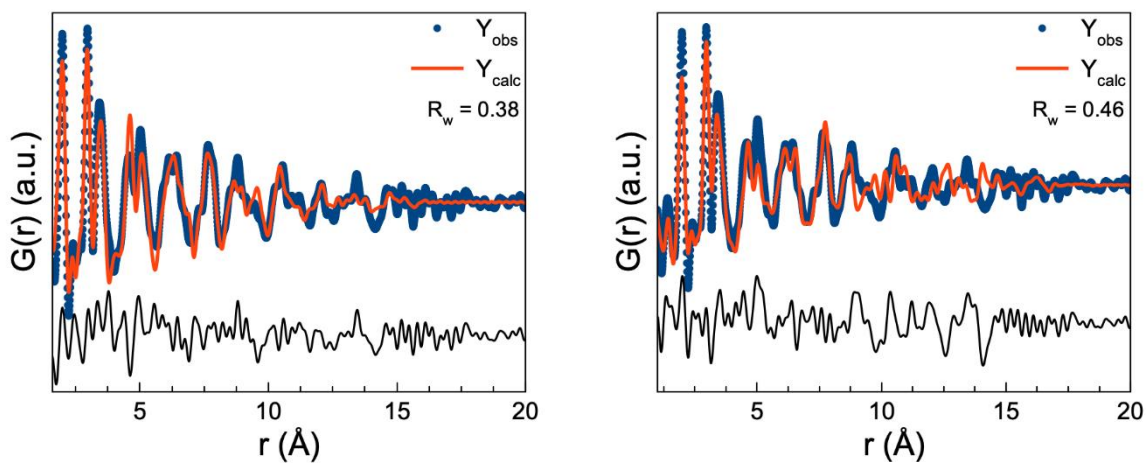 Y_obs
Y_calc
R_w = 0.38
G(r) (a.u.)
5
10
15
20
r (Å)
Y_obs
Y_calc
R_w = 0.46
G(r) (a.u.)
5
10
15
20
r (Å)